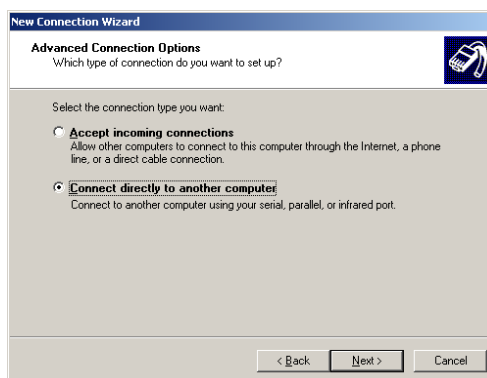 New Connection Wizard
Advanced Connection Options
Which type of connection do you want to set up?
Select the connection type you want:
Accept incoming connections
Allow other computers to connect to this computer through the Internet, a phone
line, or a direct cable connection.
Connect directly to another computer
Connect to another computer using your serial, parallel, or infrared port.
< Back Next > Cancel